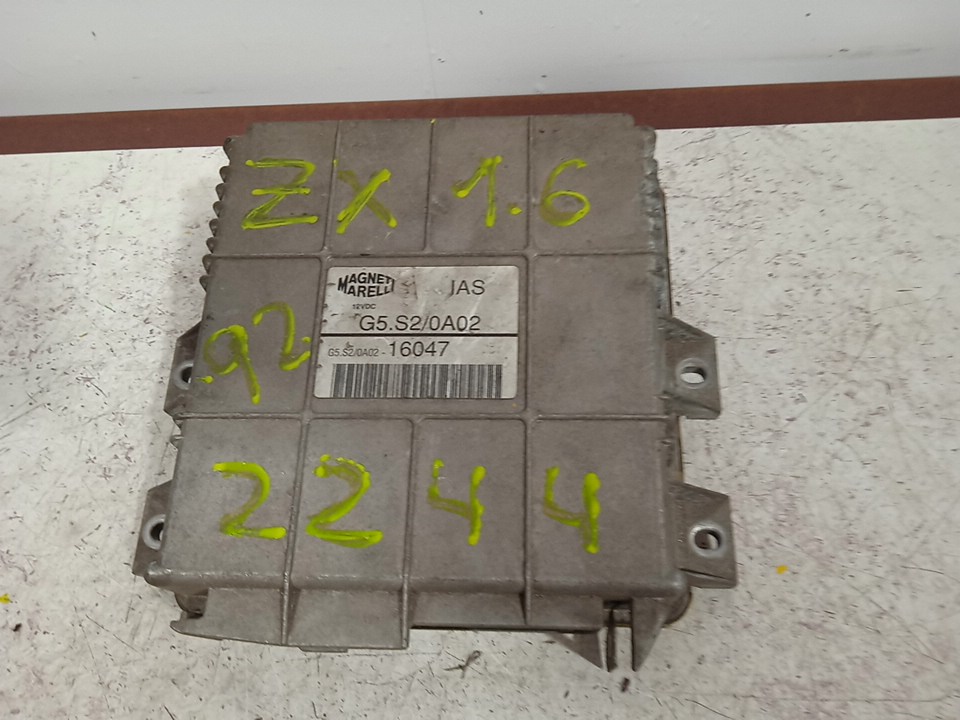 ZX 1.6
MAGNETI
MARELLI
IAS
12VDC
G5.S2/0A02
G5.S2/0A02 - 16047
92
2244